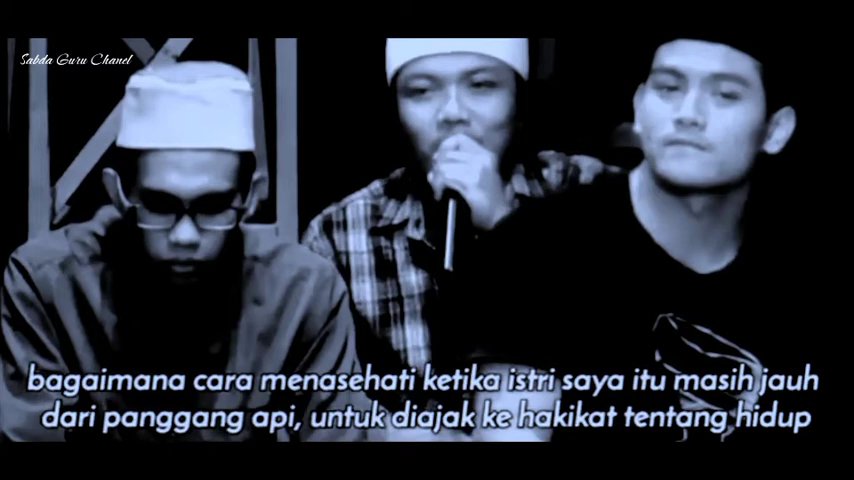 Sabda Guru Chanel
bagaimana cara menasehati ketika istri saya itu masih jauh
dari panggang api, untuk diajak ke hakikat tentang hidup